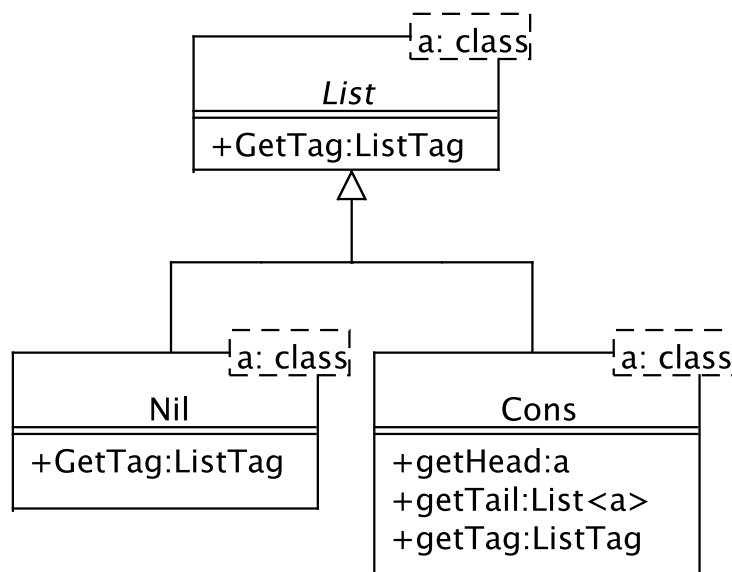 a: class
List
+GetTag:ListTag
a: class
Nil
+GetTag:ListTag
a: class
Cons
+getHead:a
+getTail:List<a>
+getTag:ListTag